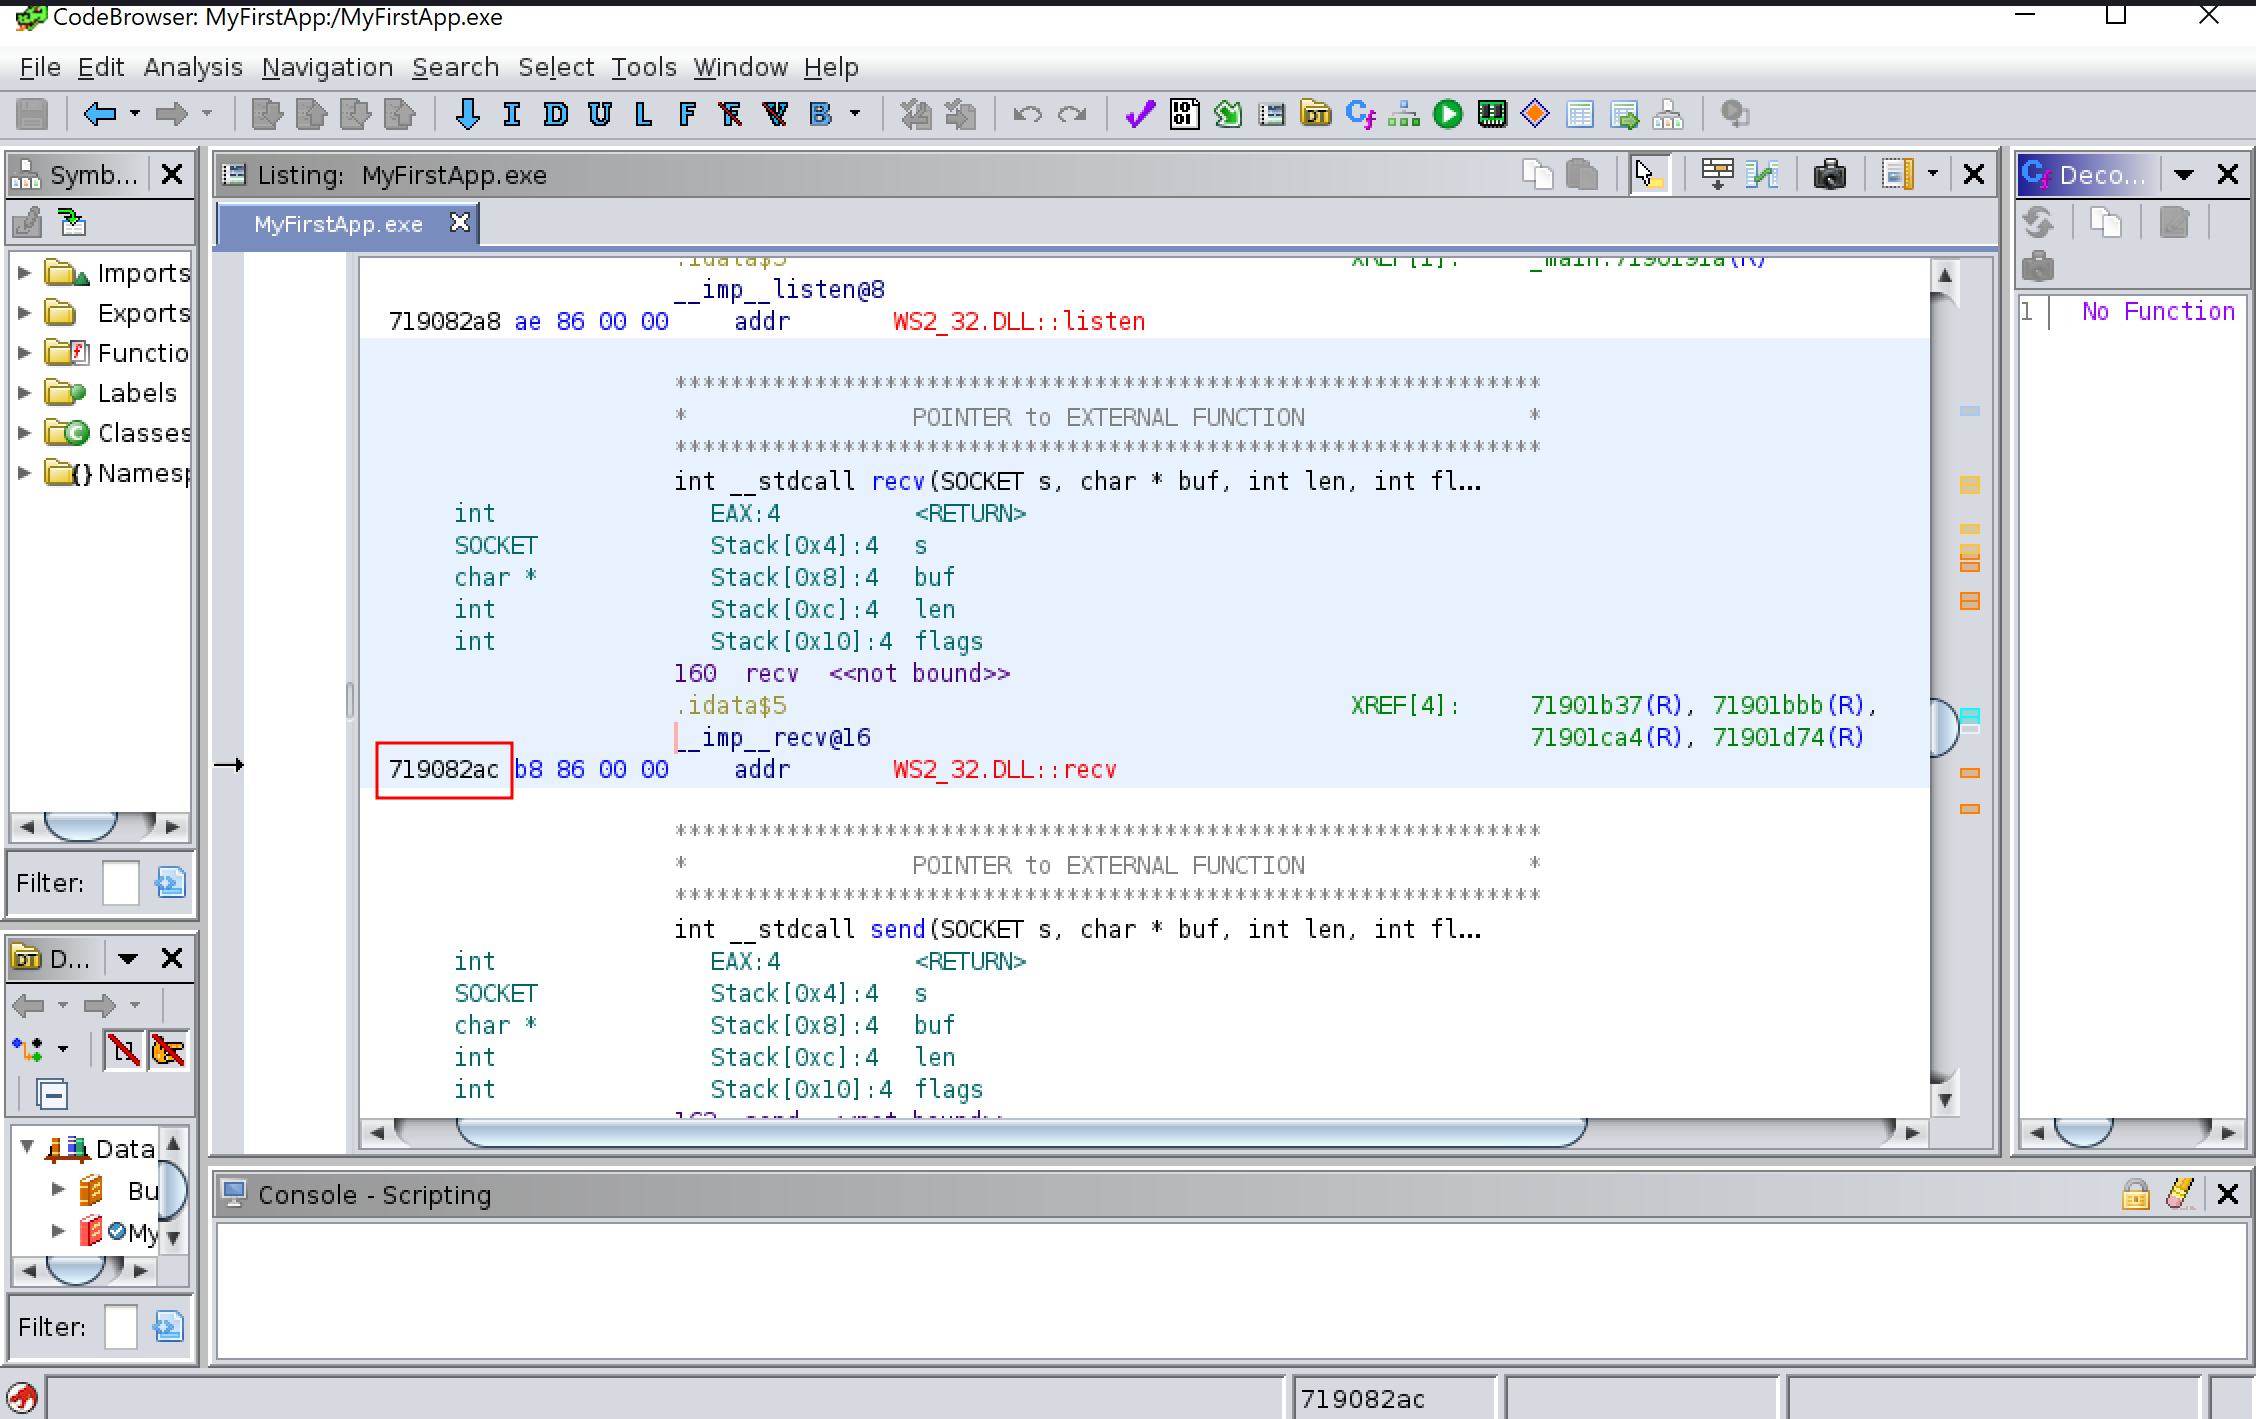 CodeBrowser: MyFirstApp:/MyFirstApp.exe
File Edit Analysis Navigation Search Select Tools Window Help
I D U L F F V B
Symb...
Imports
Exports
Functio
Labels
Classes
Namesp
Filter:
D...
Data
Bu
My
Filter:
Listing: MyFirstApp.exe
MyFirstApp.exe
.idata$5 XREF[1]: _main:7190191a(R)
__imp__listen@8
719082a8 ae 86 00 00 addr WS2_32.DLL::listen
**************************************************************
* POINTER to EXTERNAL FUNCTION *
**************************************************************
int __stdcall recv(SOCKET s, char * buf, int len, int fl...
int EAX:4 <RETURN>
SOCKET Stack[0x4]:4 s
char * Stack[0x8]:4 buf
int Stack[0xc]:4 len
int Stack[0x10]:4 flags
160 recv <<not bound>>
.idata$5 XREF[4]: 71901b37(R), 71901bbb(R),
__imp__recv@16 71901ca4(R), 71901d74(R)
719082ac b8 86 00 00 addr WS2_32.DLL::recv
**************************************************************
* POINTER to EXTERNAL FUNCTION *
**************************************************************
int __stdcall send(SOCKET s, char * buf, int len, int fl...
int EAX:4 <RETURN>
SOCKET Stack[0x4]:4 s
char * Stack[0x8]:4 buf
int Stack[0xc]:4 len
int Stack[0x10]:4 flags
send <<not bound>>
Deco...
1 No Function
Console - Scripting
719082ac